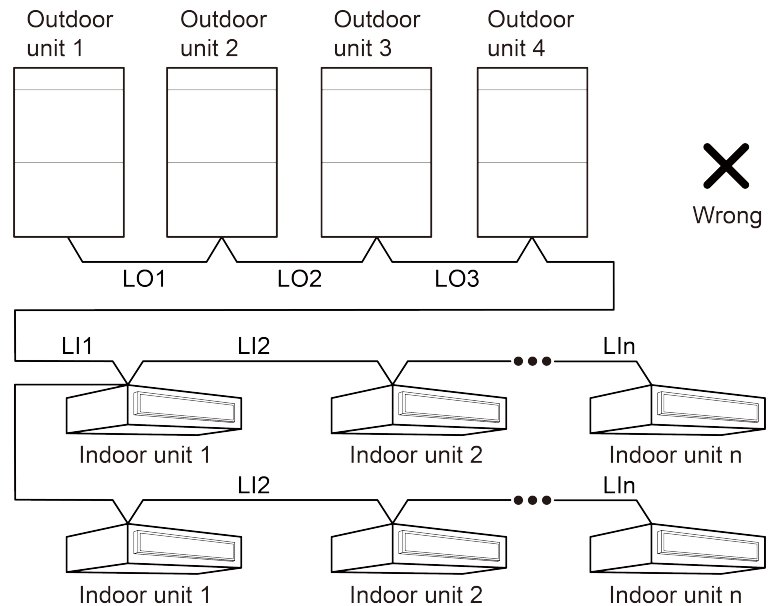 Outdoor
unit 1
Outdoor
unit 2
Outdoor
unit 3
Outdoor
unit 4
Wrong
LO1
LO2
LO3
LI1
LI2
LIn
Indoor unit 1
Indoor unit 2
Indoor unit n
LI2
LIn
Indoor unit 1
Indoor unit 2
Indoor unit n